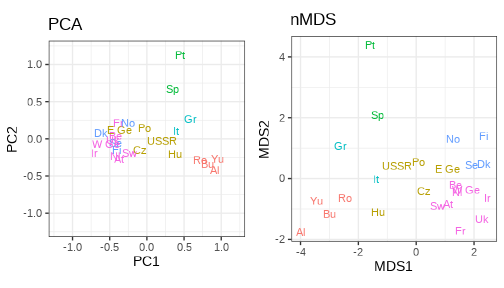 PCA
PC2
1.0
0.5
0.0
-0.5
-1.0
Pt
Sp
Gr
No
Po
It
E Ge
Dk
USSR
Cz
Hu
Sw
Ir
At
Ro
Yu
Bu
Al
-1.0 -0.5 0.0 0.5 1.0
PC1
nMDS
MDS2
4
2
0
-2
Pt
Sp
Gr
It
Fi
No
Se Dk
USSR Po
E Ge
Cz
Be
W Ge
Ir
Yu Ro
Bu
Hu
Sw At
Uk
Al
Fr
-4 -2 0 2
MDS1